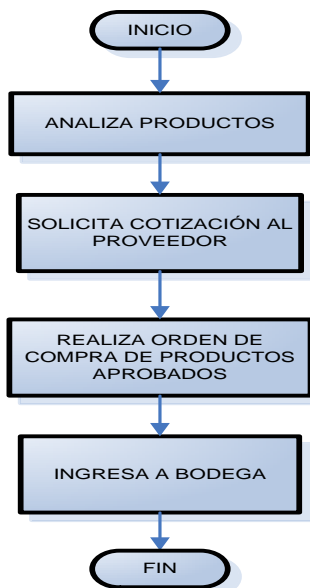 INICIO
ANALIZA PRODUCTOS
SOLICITA COTIZACIÓN AL
PROVEEDOR
REALIZA ORDEN DE
COMPRA DE PRODUCTOS
APROBADOS
INGRESA A BODEGA
FIN